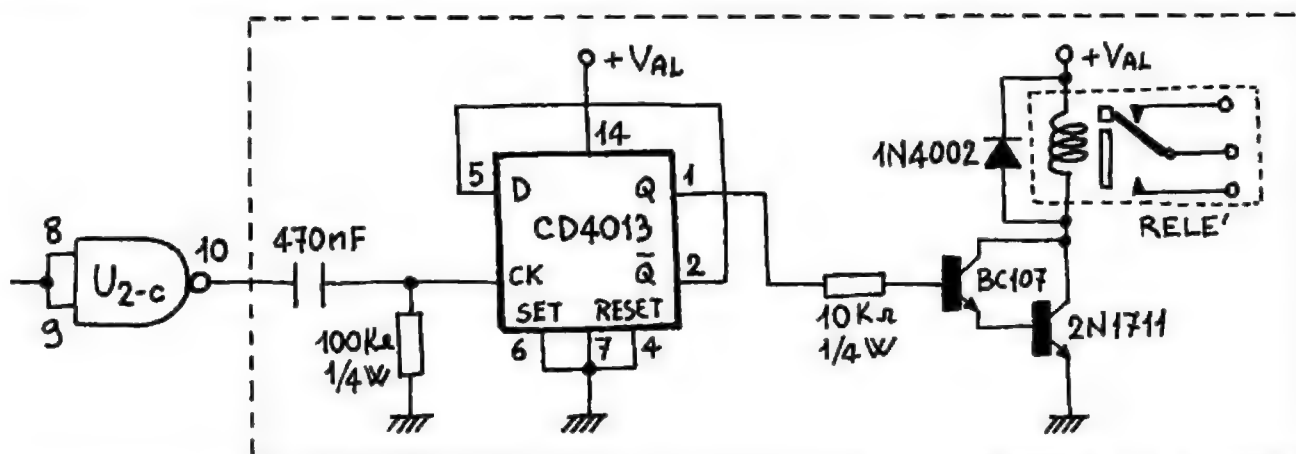 8
9
U2-c
10
470nF
100KΩ
1/4W
+VAL
14
5
D
Q
1
CD4013
CK
Q̅
2
SET
RESET
6
7
4
10KΩ
1/4W
+VAL
1N4002
RELE'
BC107
2N1711